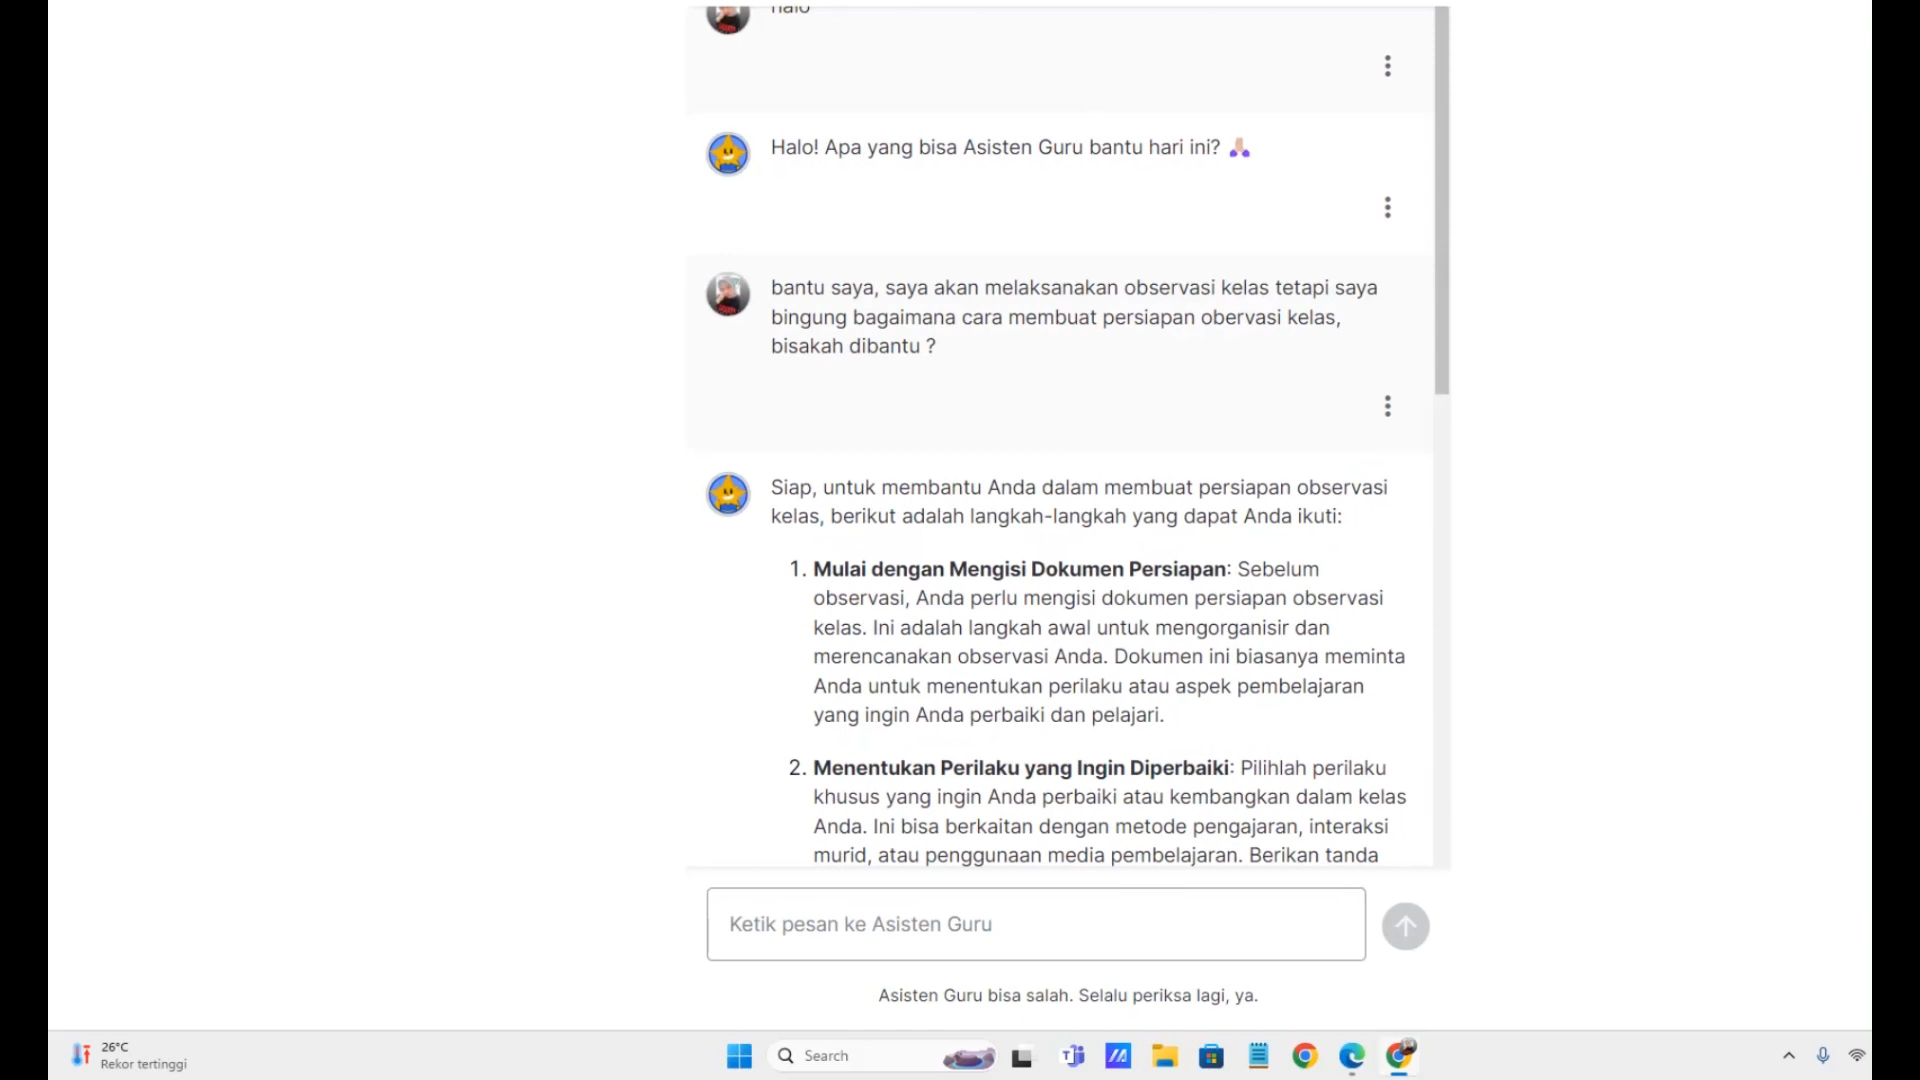 halo
Halo! Apa yang bisa Asisten Guru bantu hari ini? 🙏🏼
bantu saya, saya akan melaksanakan observasi kelas tetapi saya
bingung bagaimana cara membuat persiapan obervasi kelas,
bisakah dibantu ?
Siap, untuk membantu Anda dalam membuat persiapan observasi
kelas, berikut adalah langkah-langkah yang dapat Anda ikuti:
1. Mulai dengan Mengisi Dokumen Persiapan: Sebelum
observasi, Anda perlu mengisi dokumen persiapan observasi
kelas. Ini adalah langkah awal untuk mengorganisir dan
merencanakan observasi Anda. Dokumen ini biasanya meminta
Anda untuk menentukan perilaku atau aspek pembelajaran
yang ingin Anda perbaiki dan pelajari.
2. Menentukan Perilaku yang Ingin Diperbaiki: Pilihlah perilaku
khusus yang ingin Anda perbaiki atau kembangkan dalam kelas
Anda. Ini bisa berkaitan dengan metode pengajaran, interaksi
murid, atau penggunaan media pembelajaran. Berikan tanda
Ketik pesan ke Asisten Guru
Asisten Guru bisa salah. Selalu periksa lagi, ya.
26°C
Rekor tertinggi
Search